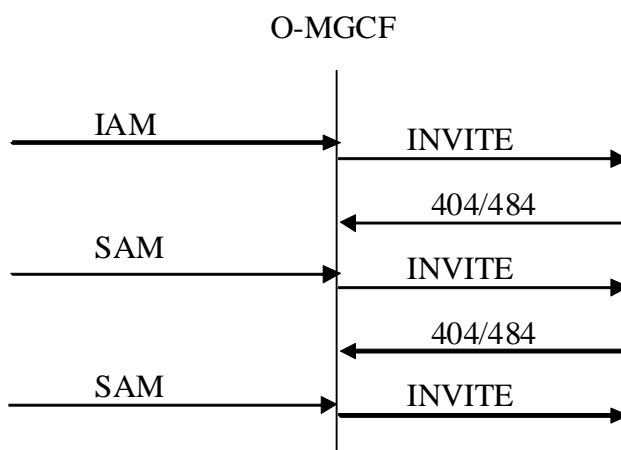 O-MGCF
IAM
INVITE
404/484
SAM
INVITE
404/484
SAM
INVITE